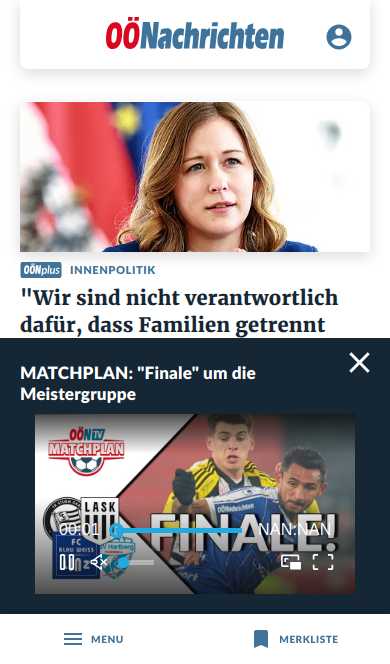 OÖNachrichten
OÖNplus INNENPOLITIK
"Wir sind nicht verantwortlich
dafür, dass Familien getrennt
MATCHPLAN: "Finale" um die
Meistergruppe
OÖN TV
MATCHPLAN
LASK
FC
BLAU WEISS
Hartberg
FINALE!
00:01
NAN:NAN
MENU
MERKLISTE